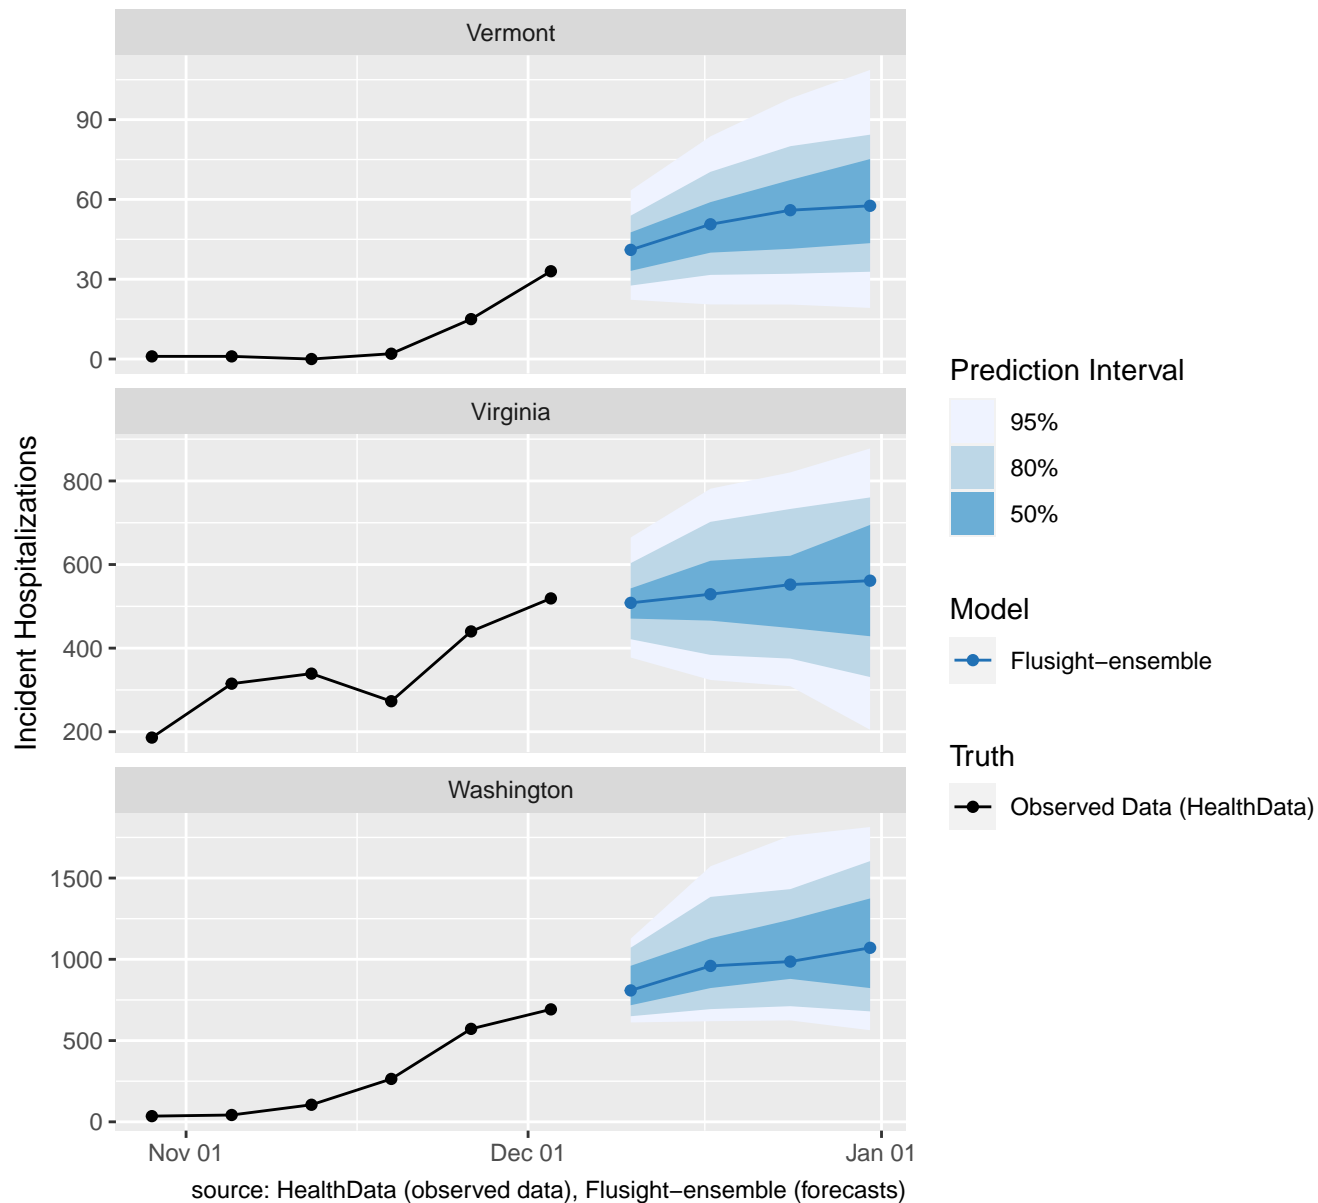 Vermont
90
60
30
0
Virginia
800
600
400
200
Washington
1500
1000
500
0
Nov 01
Dec 01
Jan 01
Incident Hospitalizations
source: HealthData (observed data), Flusight−ensemble (forecasts)
Prediction Interval
95%
80%
50%
Model
Flusight−ensemble
Truth
Observed Data (HealthData)